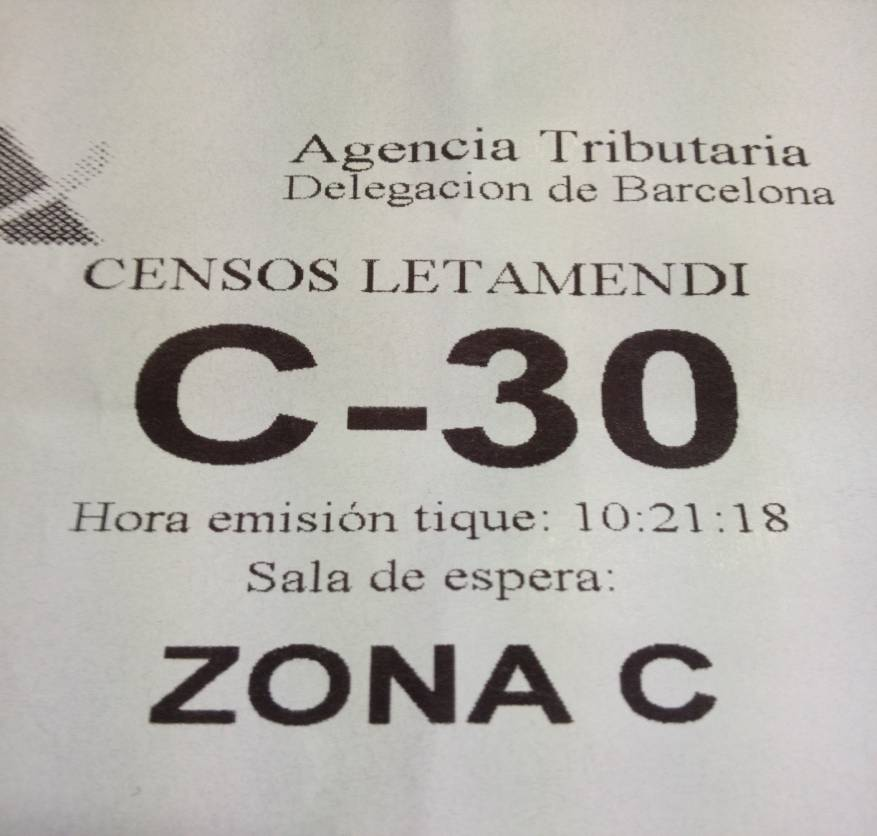 Agencia Tributaria
Delegacion de Barcelona
CENSOS LETAMENDI
C-30
Hora emisión tique: 10:21:18
Sala de espera:
ZONA C